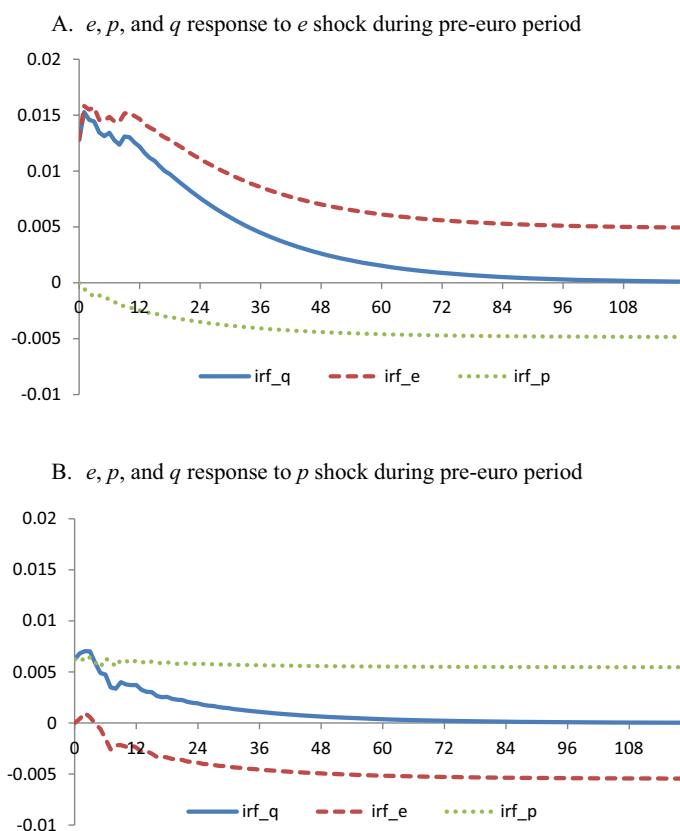 A. e, p, and q response to e shock during pre-euro period
0.02
0.015
0.01
0.005
0
-0.005
-0.01
0 12 24 36 48 60 72 84 96 108
irf_q irf_e irf_p
B. e, p, and q response to p shock during pre-euro period
0.02
0.015
0.01
0.005
0
-0.005
-0.01
0 12 24 36 48 60 72 84 96 108
irf_q irf_e irf_p